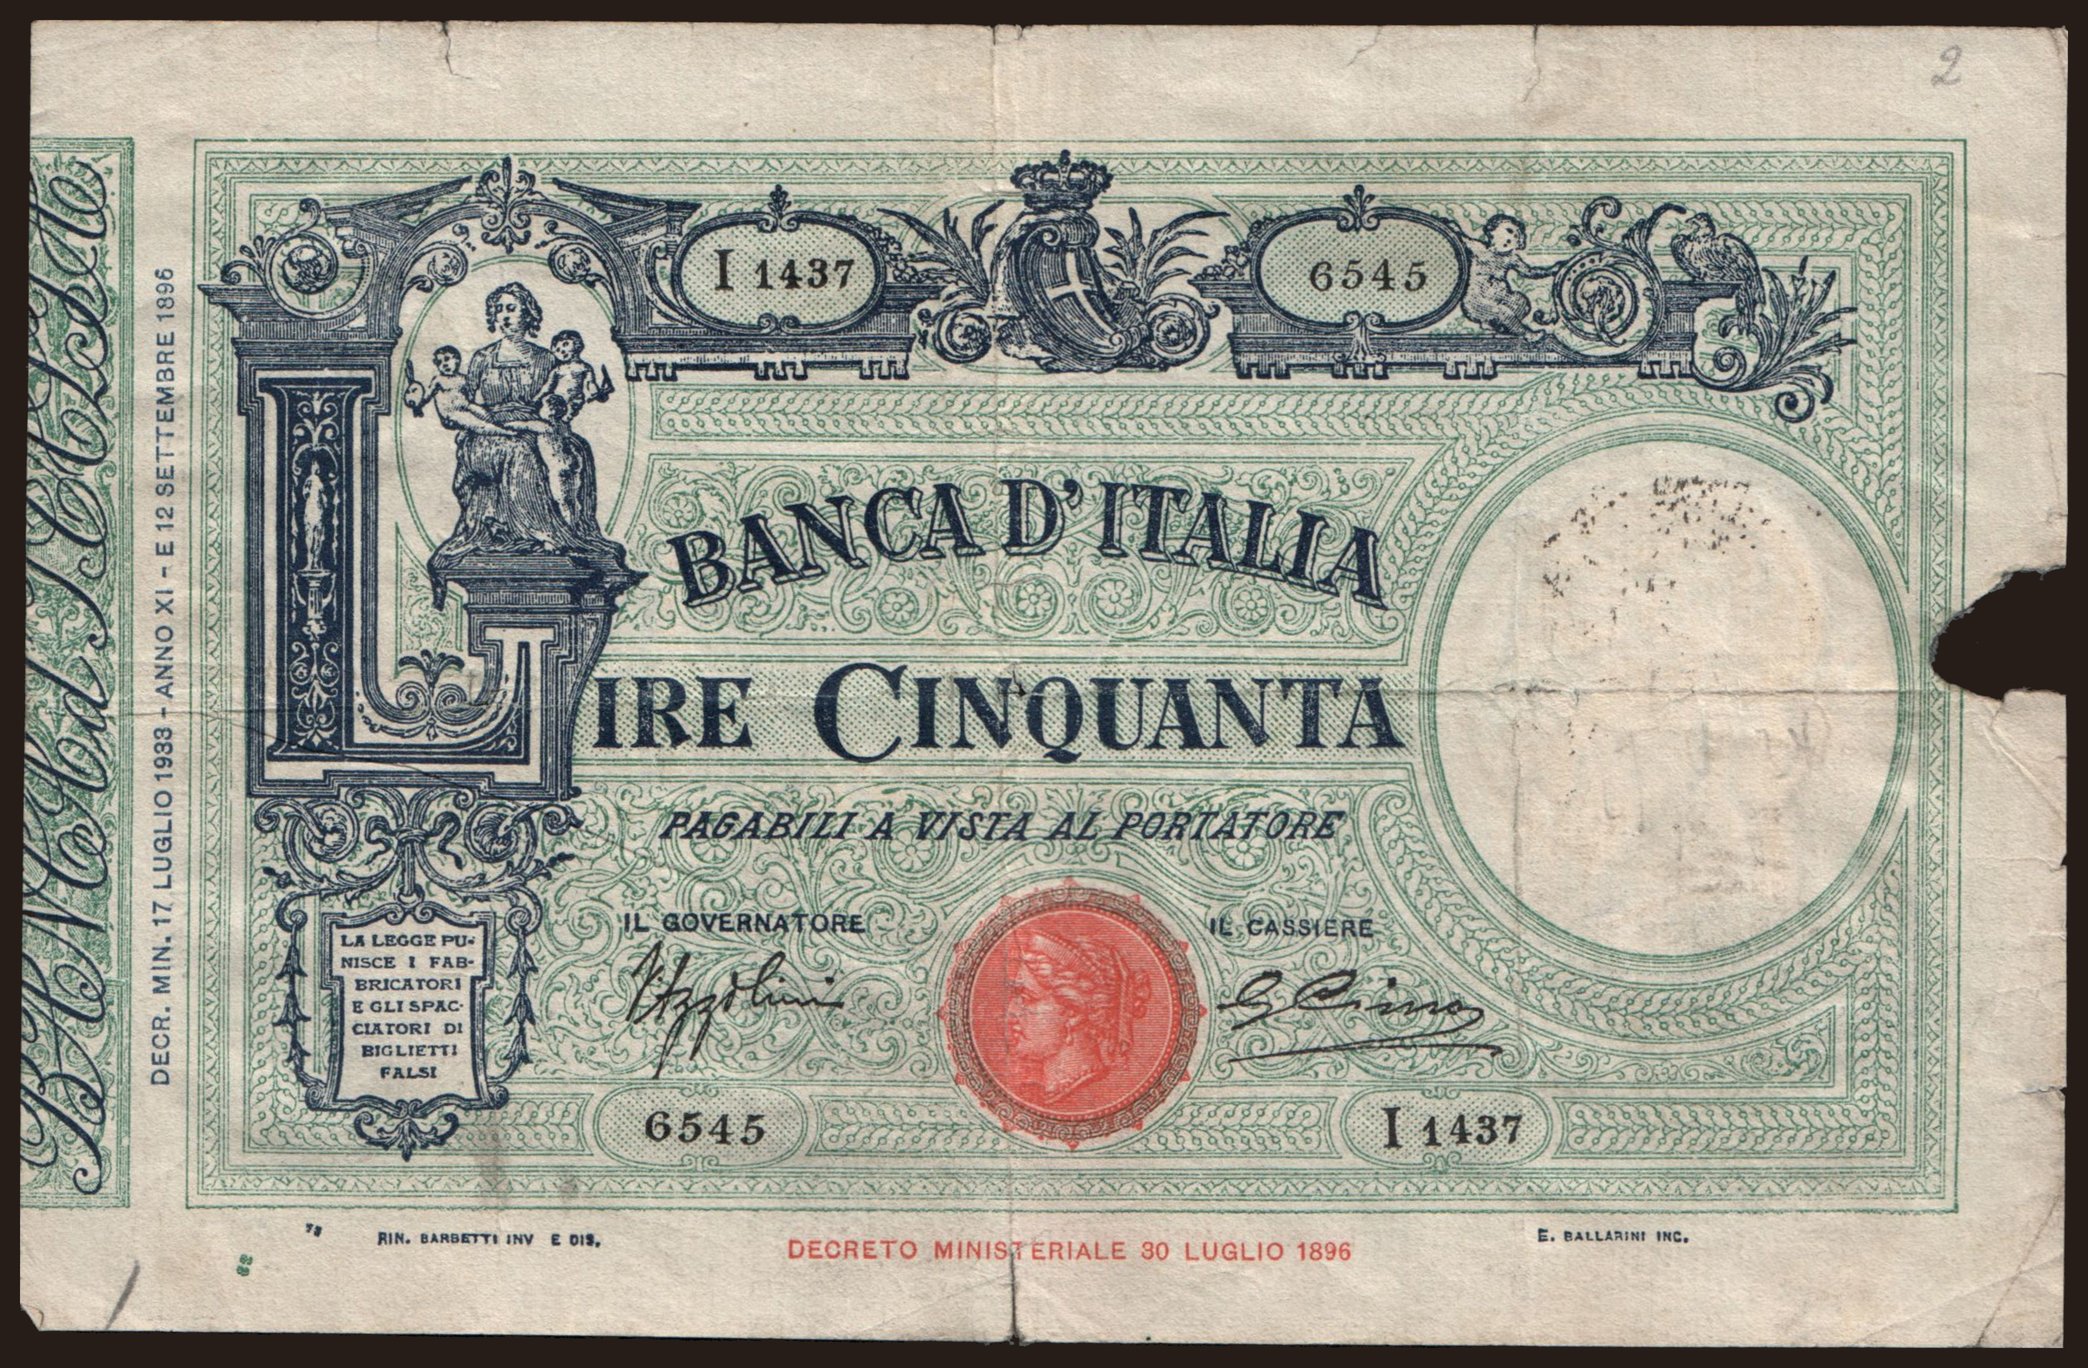 2
I 1437
6545
DECR. MIN. 17 LUGLIO 1933 - ANNO XI - E 12 SETTEMBRE 1896
BANCA D'ITALIA
LIRE CINQUANTA
PAGABILI A VISTA AL PORTATORE
IL GOVERNATORE
IL CASSIERE
V Azzolini
G Cima
LA LEGGE PU-
NISCE I FAB-
BRICATORI
E GLI SPAC-
CIATORI DI
BIGLIETTI
FALSI
6545
I 1437
RIN. BARBETTI INV E DIS.
E. BALLARINI INC.
DECRETO MINISTERIALE 30 LUGLIO 1896